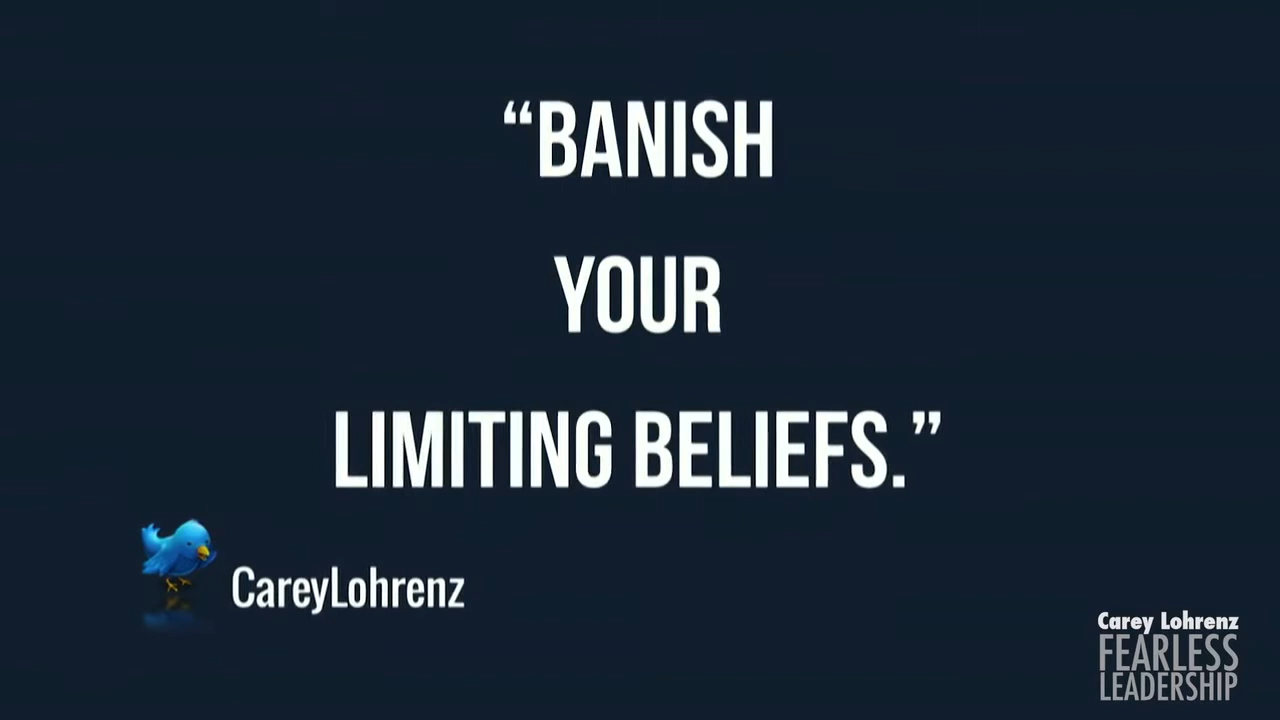 “BANISH
YOUR
LIMITING BELIEFS.”
CareyLohrenz
Carey Lohrenz
FEARLESS
LEADERSHIP